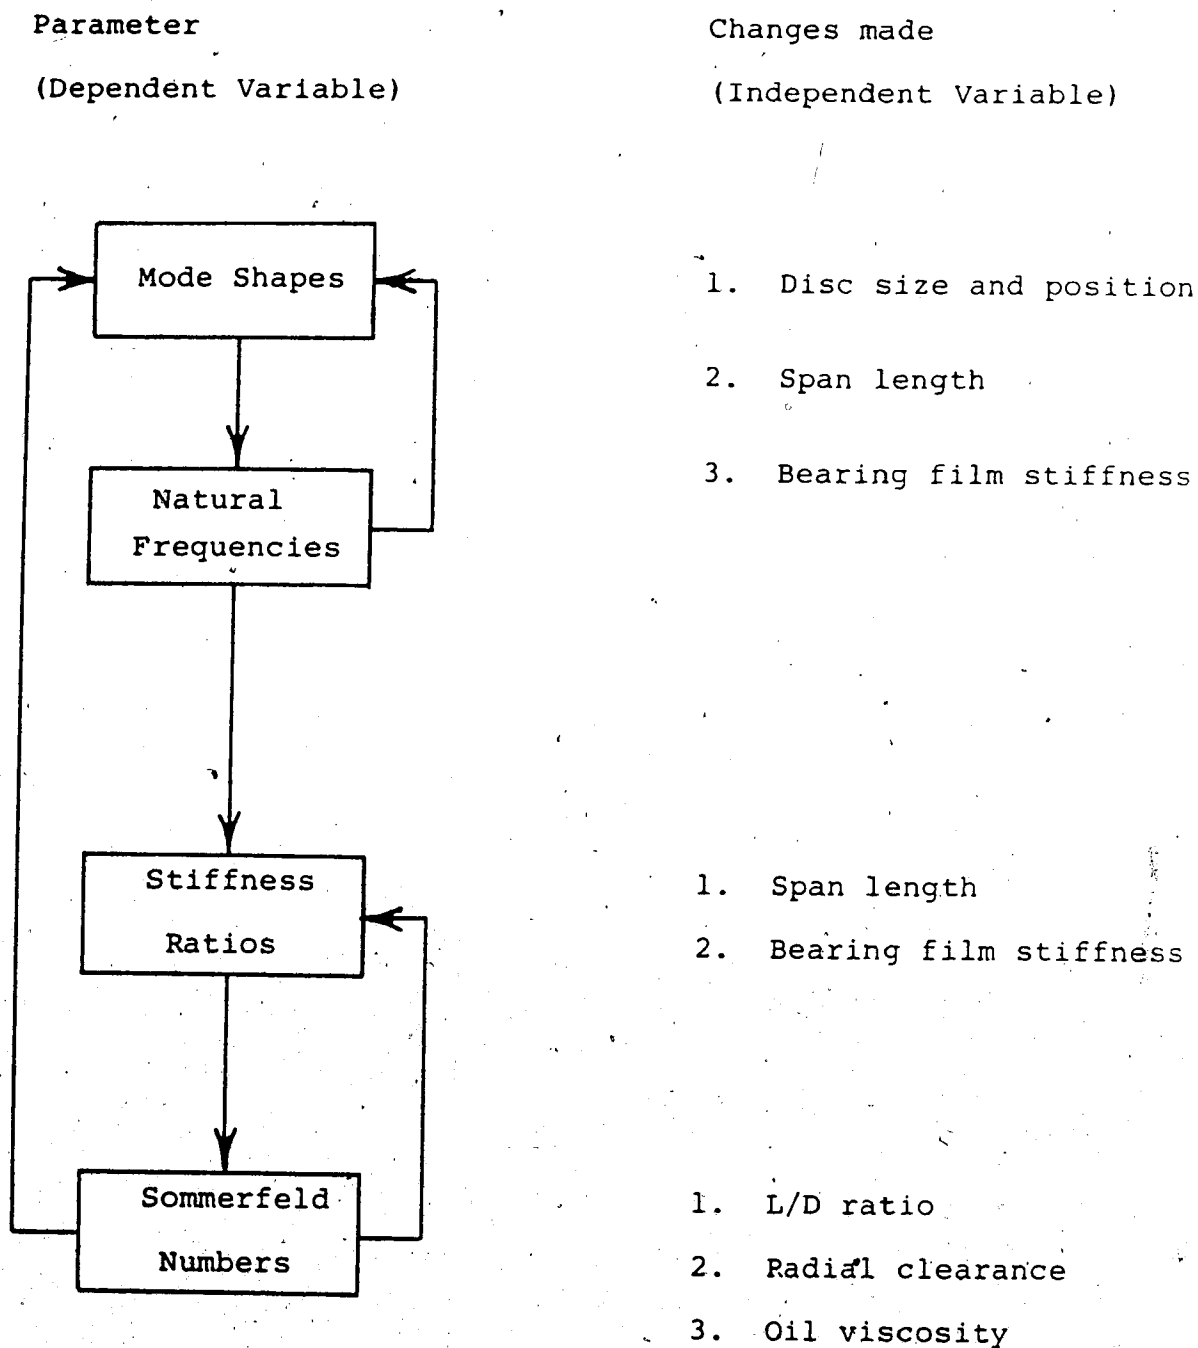 Parameter
(Dependent Variable)
Changes made
(Independent Variable)
Mode Shapes
1. Disc size and position
2. Span length
3. Bearing film stiffness
Natural
Frequencies
Stiffness
Ratios
1. Span length
2. Bearing film stiffness
Sommerfeld
Numbers
1. L/D ratio
2. Radial clearance
3. Oil viscosity